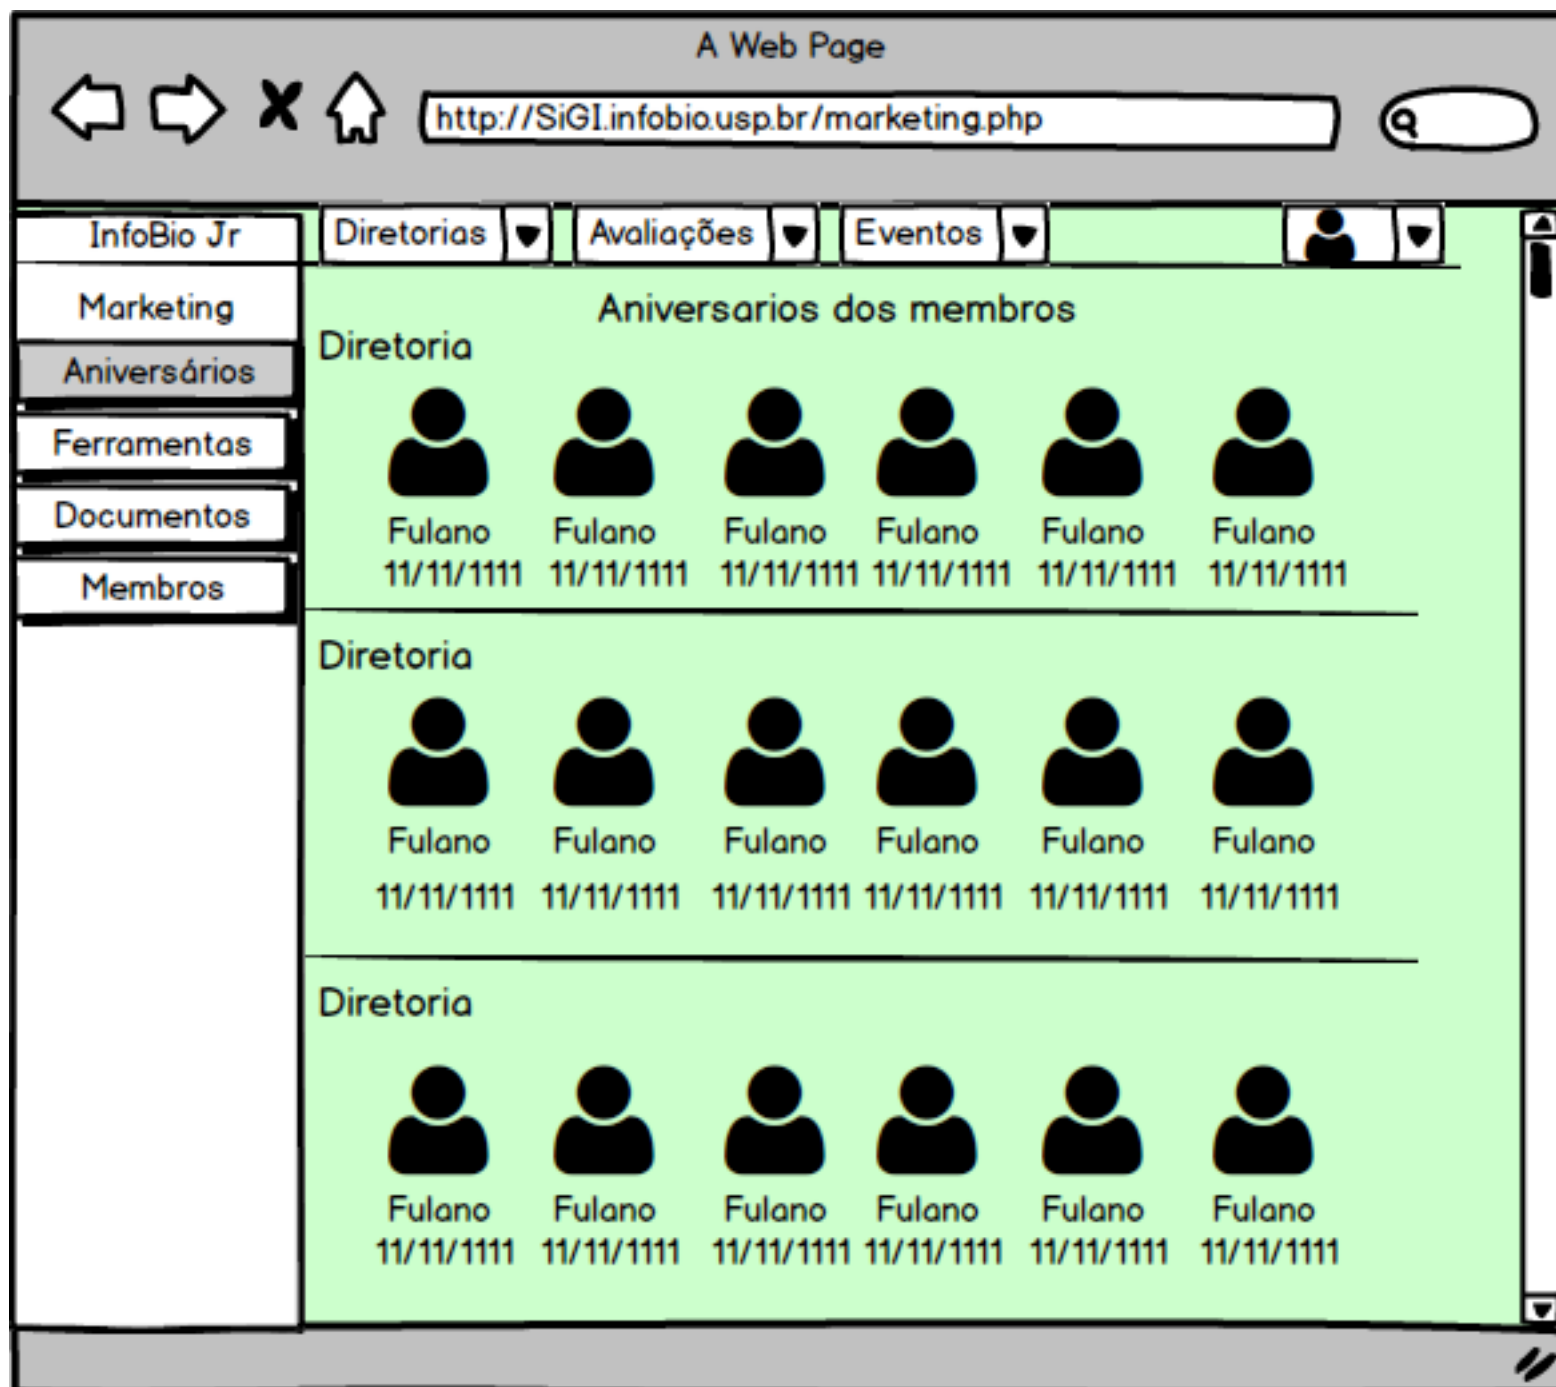 A Web Page
http://SiGI.infobio.usp.br/marketing.php
InfoBio Jr
Diretorias
Avaliações
Eventos
Marketing
Aniversários
Ferramentas
Documentos
Membros
Aniversarios dos membros
Diretoria
Fulano Fulano Fulano Fulano Fulano Fulano
11/11/1111 11/11/1111 11/11/1111 11/11/1111 11/11/1111 11/11/1111
Diretoria
Fulano Fulano Fulano Fulano Fulano Fulano
11/11/1111 11/11/1111 11/11/1111 11/11/1111 11/11/1111 11/11/1111
Diretoria
Fulano Fulano Fulano Fulano Fulano Fulano
11/11/1111 11/11/1111 11/11/1111 11/11/1111 11/11/1111 11/11/1111